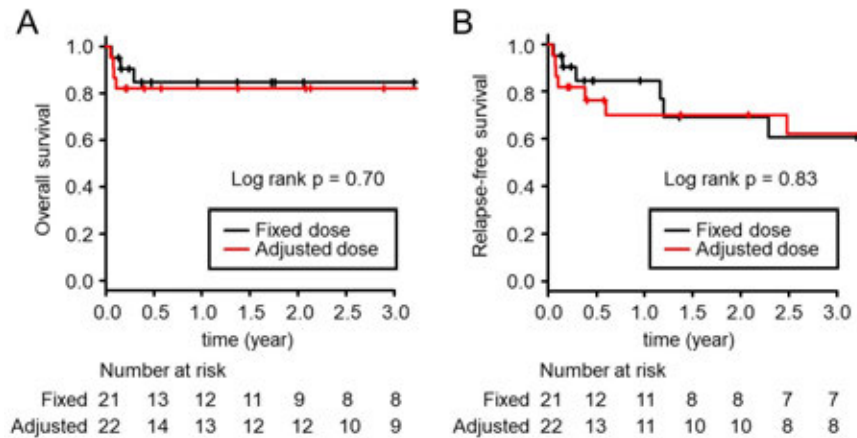 A
Overall survival
1.0
0.8
0.6
0.4
0.2
0.0
Log rank p = 0.70
Fixed dose
Adjusted dose
0.0 0.5 1.0 1.5 2.0 2.5 3.0
time (year)
Number at risk
Fixed 21 13 12 11 9 8 8
Adjusted 22 14 13 12 12 10 9
B
Relapse-free survival
1.0
0.8
0.6
0.4
0.2
0.0
Log rank p = 0.83
Fixed dose
Adjusted dose
0.0 0.5 1.0 1.5 2.0 2.5 3.0
time (year)
Number at risk
Fixed 21 12 11 8 8 7 7
Adjusted 22 13 11 10 10 8 8